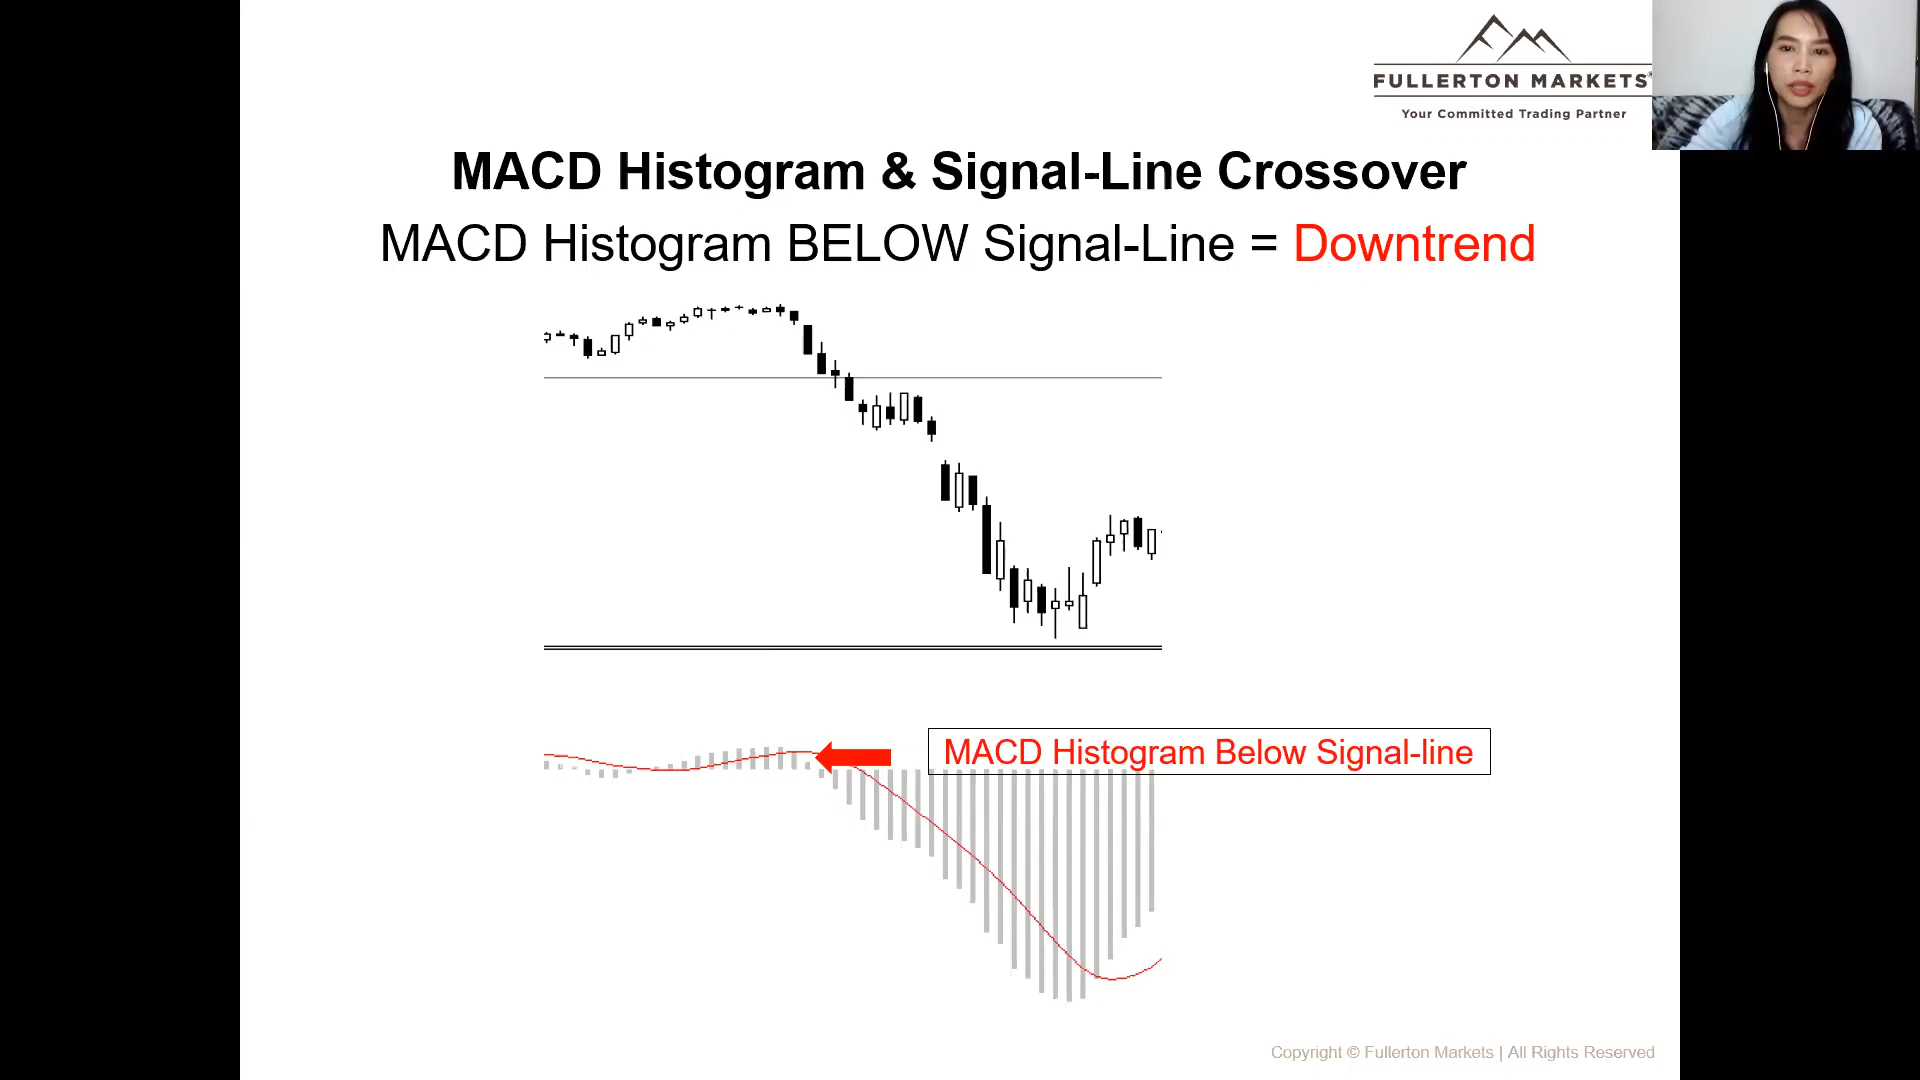 FULLERTON MARKETS®
Your Committed Trading Partner
MACD Histogram & Signal-Line Crossover
MACD Histogram BELOW Signal-Line = Downtrend
MACD Histogram Below Signal-line
Copyright © Fullerton Markets | All Rights Reserved